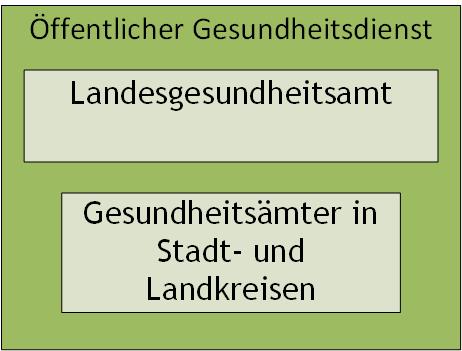 Öffentlicher Gesundheitsdienst
Landesgesundheitsamt
Gesundheitsämter in
Stadt- und
Landkreisen